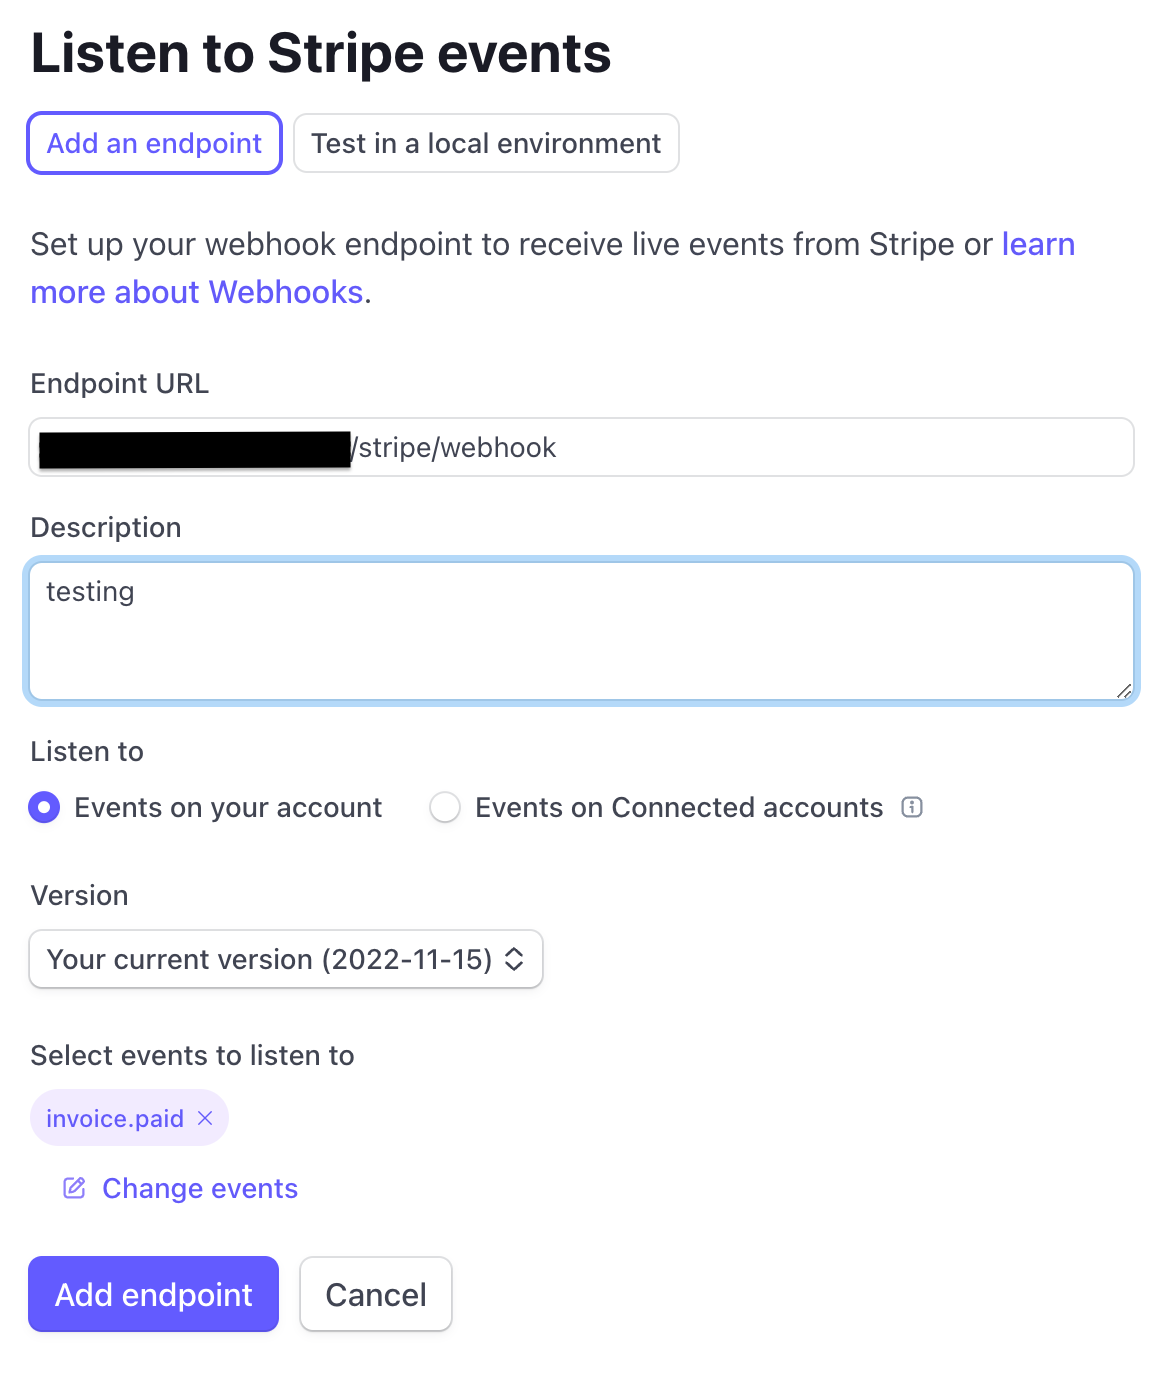 Listen to Stripe events
Add an endpoint
Test in a local environment
Set up your webhook endpoint to receive live events from Stripe or learn
more about Webhooks.
Endpoint URL
/stripe/webhook
Description
testing
Listen to
Events on your account
Events on Connected accounts
Version
Your current version (2022-11-15)
Select events to listen to
invoice.paid
Change events
Add endpoint
Cancel